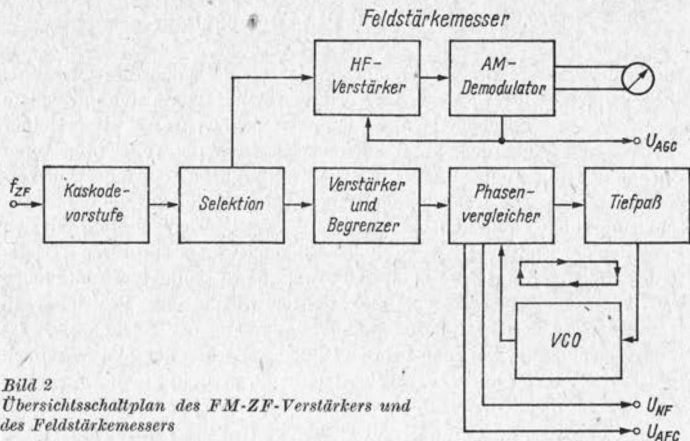 Feldstärkemesser
HF-
Verstärker
AM-
Demodulator
U_AGC
f_ZF
Kaskode-
vorstufe
Selektion
Verstärker
und
Begrenzer
Phasen-
vergleicher
Tiefpaß
VCO
U_NF
U_AFC
Bild 2
Übersichtsschaltplan des FM-ZF-Verstärkers und
des Feldstärkemessers